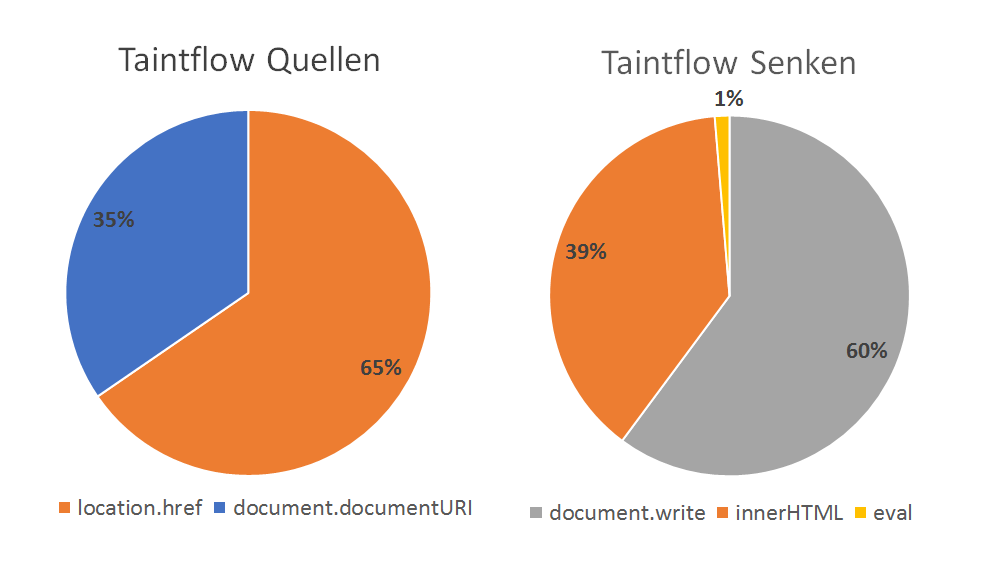 Taintflow Quellen
35%
65%
location.href document.documentURI
Taintflow Senken
1%
39%
60%
document.write innerHTML eval